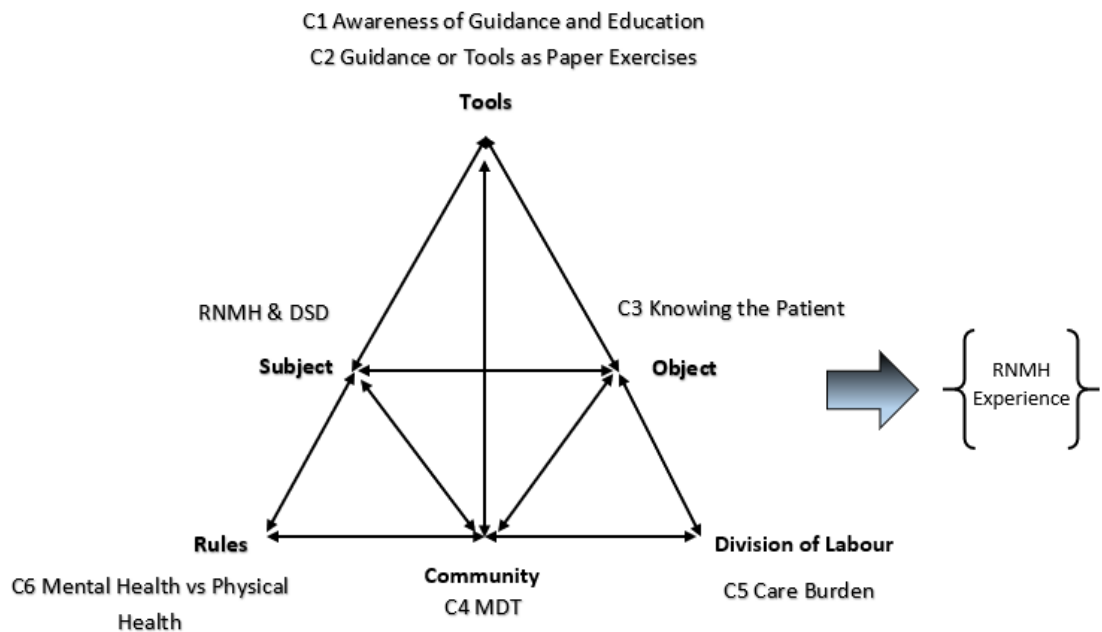 C1 Awareness of Guidance and Education
C2 Guidance or Tools as Paper Exercises
Tools
RNMH & DSD
C3 Knowing the Patient
Subject
Object
RNMH
Experience
Rules
Division of Labour
C6 Mental Health vs Physical
Health
Community
C4 MDT
C5 Care Burden